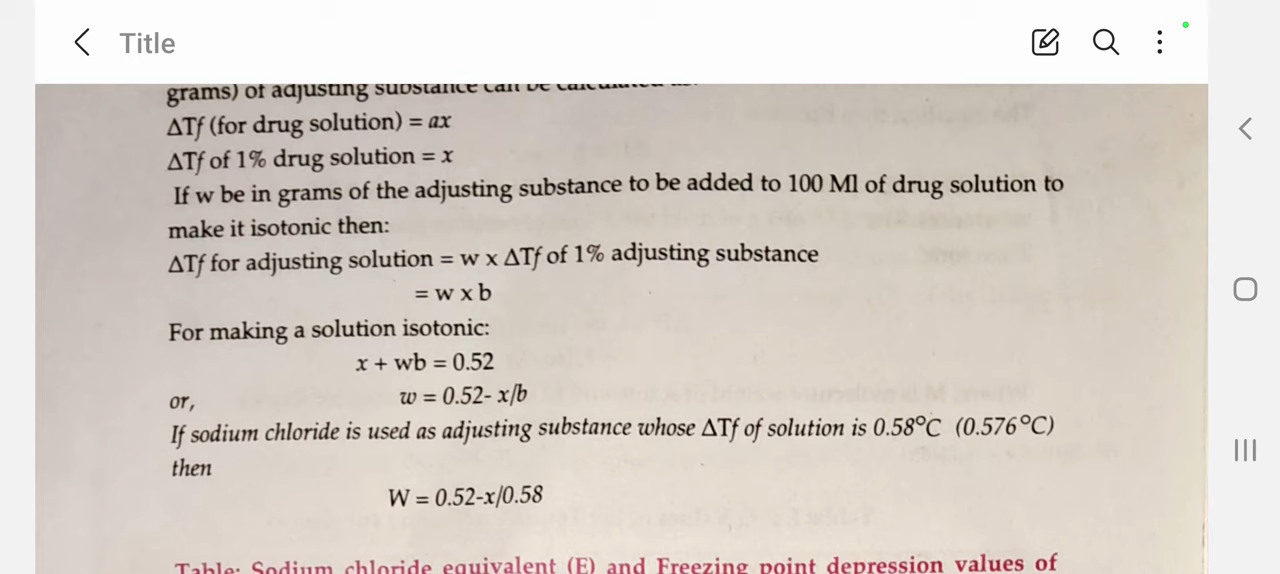 Title
grams) of adjusting substance can be calculated as:
ΔTf (for drug solution) = ax
ΔTf of 1% drug solution = x
If w be in grams of the adjusting substance to be added to 100 Ml of drug solution to
make it isotonic then:
ΔTf for adjusting solution = w x ΔTf of 1% adjusting substance
= w x b
For making a solution isotonic:
x + wb = 0.52
or, w = 0.52- x/b
If sodium chloride is used as adjusting substance whose ΔTf of solution is 0.58°C (0.576°C)
then
W = 0.52-x/0.58
Table: Sodium chloride equivalent (E) and Freezing point depression values of